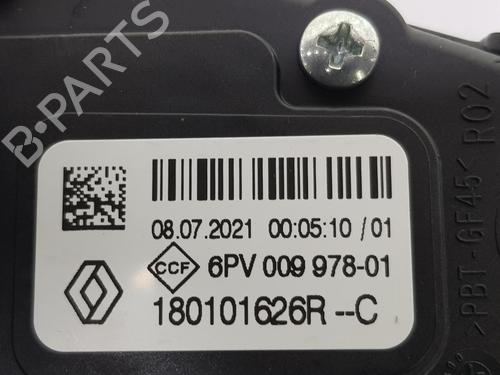 B-PARTS
08.07.2021 00:05:10 /01
CCF 6PV 009 978-01
180101626R --C
>PBT-GF45< R02